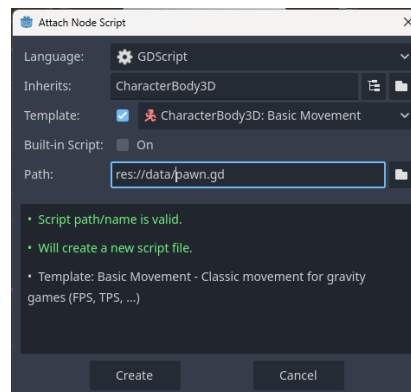 Attach Node Script
Language: GDScript
Inherits: CharacterBody3D
Template: CharacterBody3D: Basic Movement
Built-in Script: On
Path: res://data/pawn.gd
• Script path/name is valid.
• Will create a new script file.
• Template: Basic Movement - Classic movement for gravity
games (FPS, TPS, ...)
Create Cancel